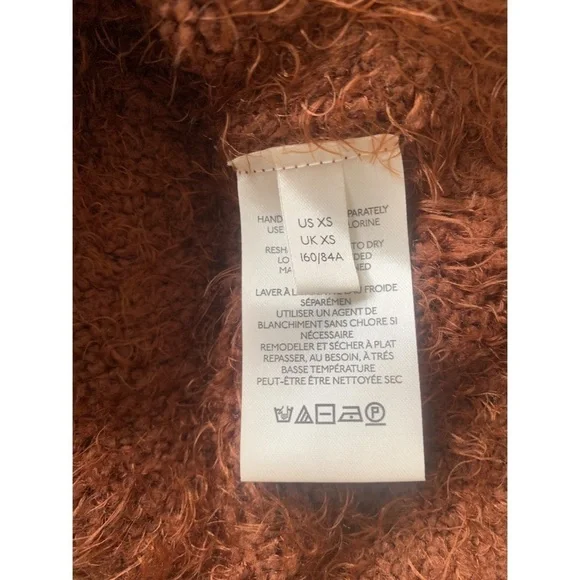 US XS
UK XS
160/84A
HAND PARATELY
USE LORINE
RESH TO DRY
LO DED
MA NED
LAVER À L FROIDE
SÉPARÉMEN
UTILISER UN AGENT DE
BLANCHIMENT SANS CHLORE SI
NÉCESSAIRE
REMODELER ET SÉCHER À PLAT
REPASSER, AU BESOIN, À TRÉS
BASSE TEMPÉRATURE
PEUT-ÊTRE ÊTRE NETTOYÉE SEC
P